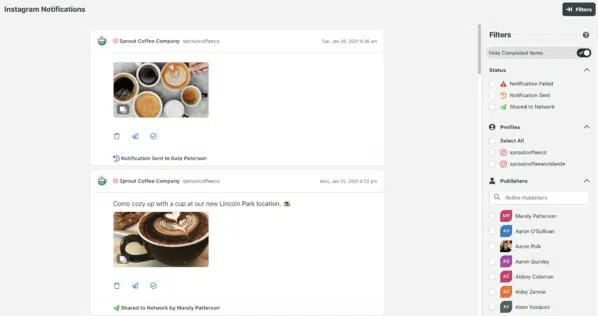 Instagram Notifications
Filters
Sprout Coffee Company sproutcoffeeco
Tue, Jan 26, 2021 9:36 am
Notification Sent to Kate Peterson
Sprout Coffee Company sproutcoffeeco
Mon, Jan 25, 2021 4:52 pm
Come cozy up with a cup at our new Lincoln Park location.
Shared to Network by Mandy Patterson
Filters
Hide Completed Items
Status
Notification Failed
Notification Sent
Shared to Network
Profiles
Select All
sproutcoffeeco
sproutcoffeeworldwide
Publishers
Refine Publishers
MP Mandy Patterson
AO Aaron O'Sullivan
Aaron Polk
AQ Aaron Quinley
AC Abbey Coleman
AZ Abby Zennie
AV Abeo Vasquez